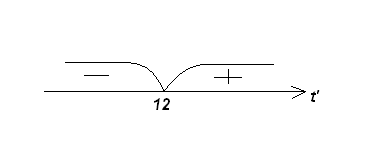 — +
12 t'